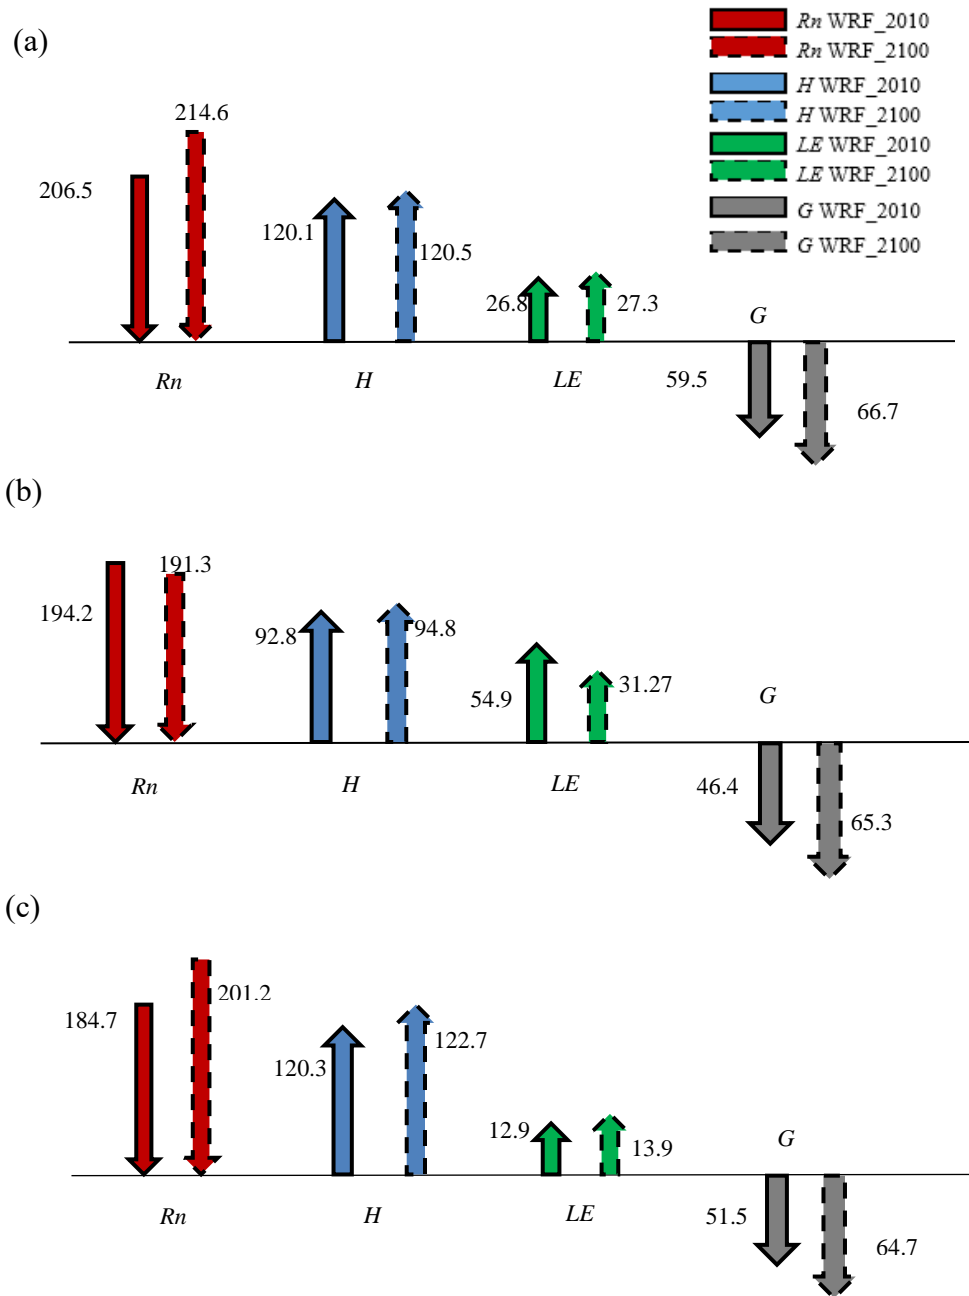 (a)
Rn WRF_2010
Rn WRF_2100
H WRF_2010
H WRF_2100
LE WRF_2010
LE WRF_2100
G WRF_2010
G WRF_2100
214.6
206.5
120.1
120.5
26.8
27.3
G
59.5
66.7
Rn
H
LE
(b)
191.3
194.2
92.8
94.8
54.9
31.27
G
46.4
65.3
Rn
H
LE
(c)
201.2
184.7
120.3
122.7
12.9
13.9
G
51.5
64.7
Rn
H
LE